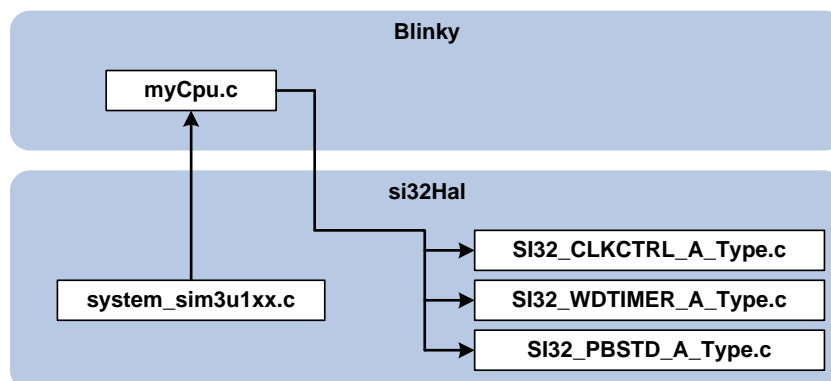 Blinky
myCpu.c
si32Hal
SI32_CLKCTRL_A_Type.c
system_sim3u1xx.c
SI32_WDTIMER_A_Type.c
SI32_PBSTD_A_Type.c